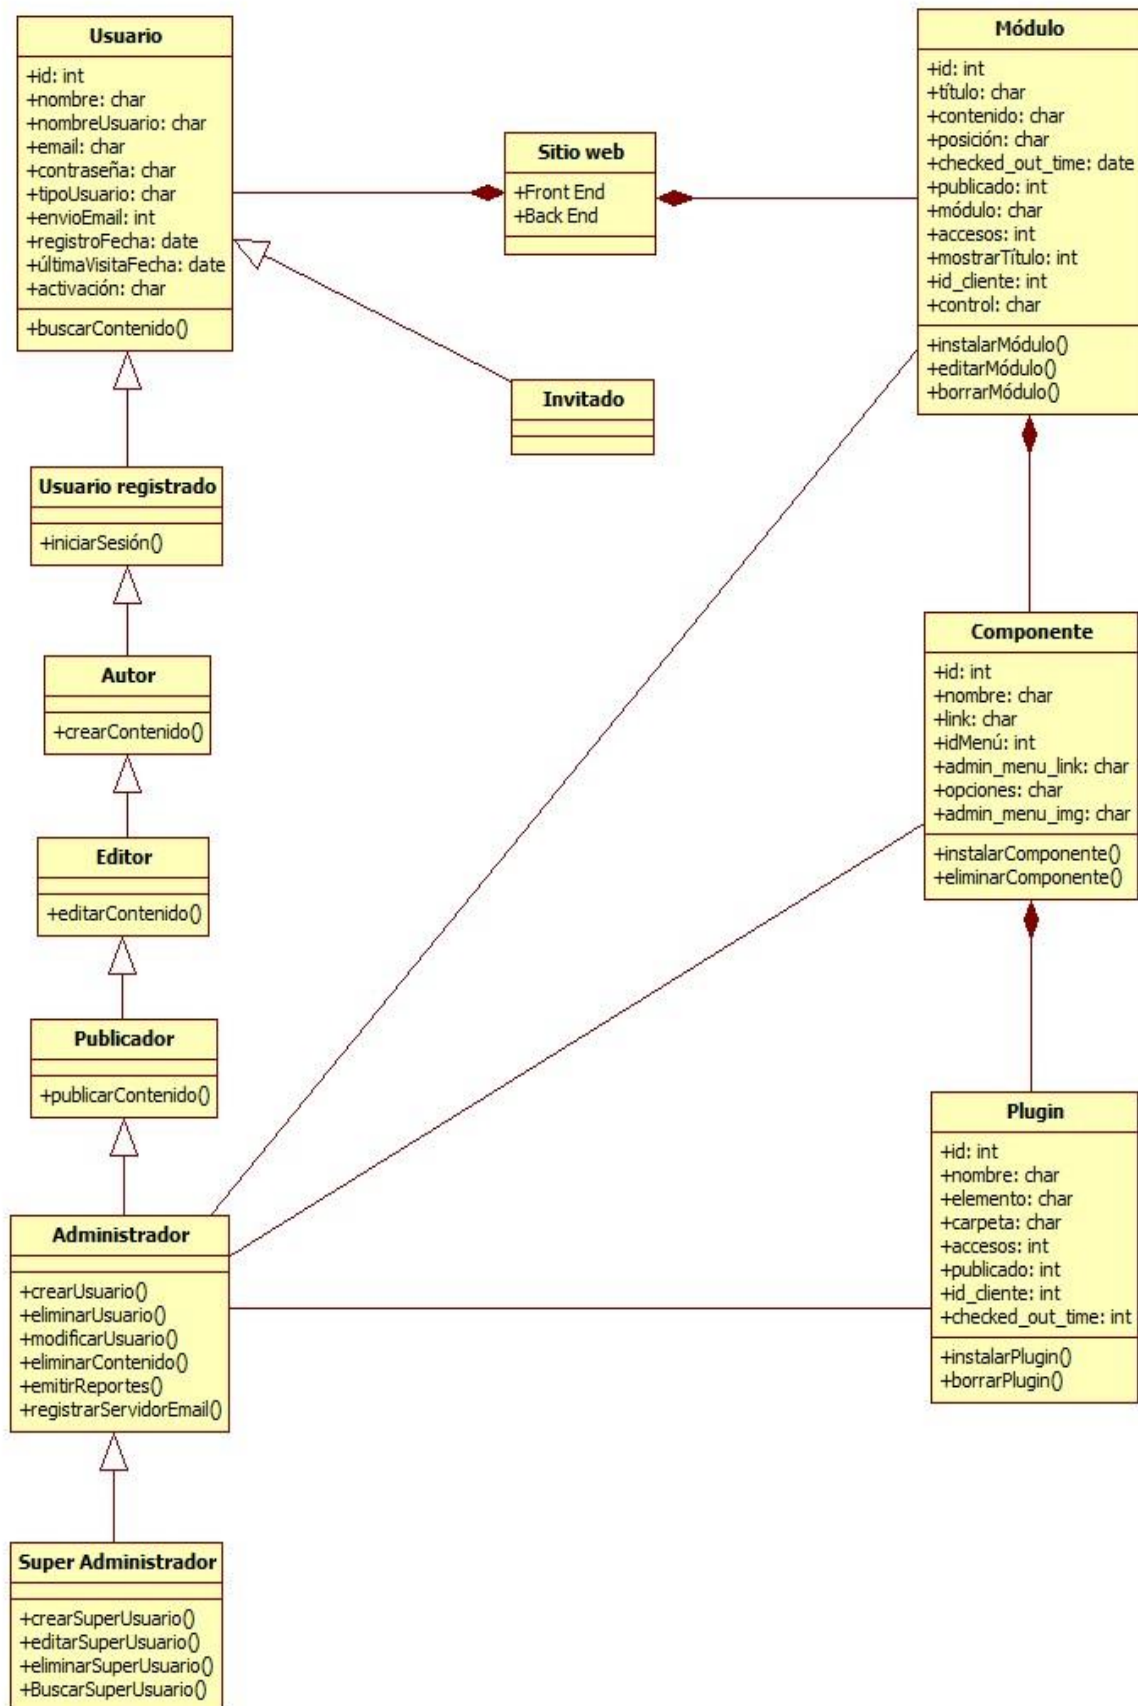 Usuario
+id: int
+nombre: char
+nombreUsuario: char
+email: char
+contraseña: char
+tipoUsuario: char
+envioEmail: int
+registroFecha: date
+últimaVisitaFecha: date
+activación: char
+buscarContenido()
Sitio web
+Front End
+Back End
Módulo
+id: int
+título: char
+contenido: char
+posición: char
+checked_out_time: date
+publicado: int
+módulo: char
+accesos: int
+mostrarTítulo: int
+id_cliente: int
+control: char
+instalarMódulo()
+editarMódulo()
+borrarMódulo()
Invitado
Usuario registrado
+iniciarSesión()
Autor
+crearContenido()
Componente
+id: int
+nombre: char
+link: char
+idMenú: int
+admin_menu_link: char
+opciones: char
+admin_menu_img: char
+instalarComponente()
+eliminarComponente()
Editor
+editarContenido()
Publicador
+publicarContenido()
Plugin
+id: int
+nombre: char
+elemento: char
+carpeta: char
+accesos: int
+publicado: int
+id_cliente: int
+checked_out_time: int
+instalarPlugin()
+borrarPlugin()
Administrador
+crearUsuario()
+eliminarUsuario()
+modificarUsuario()
+eliminarContenido()
+emitirReportes()
+registrarServidorEmail()
Super Administrador
+crearSuperUsuario()
+editarSuperUsuario()
+eliminarSuperUsuario()
+BuscarSuperUsuario()